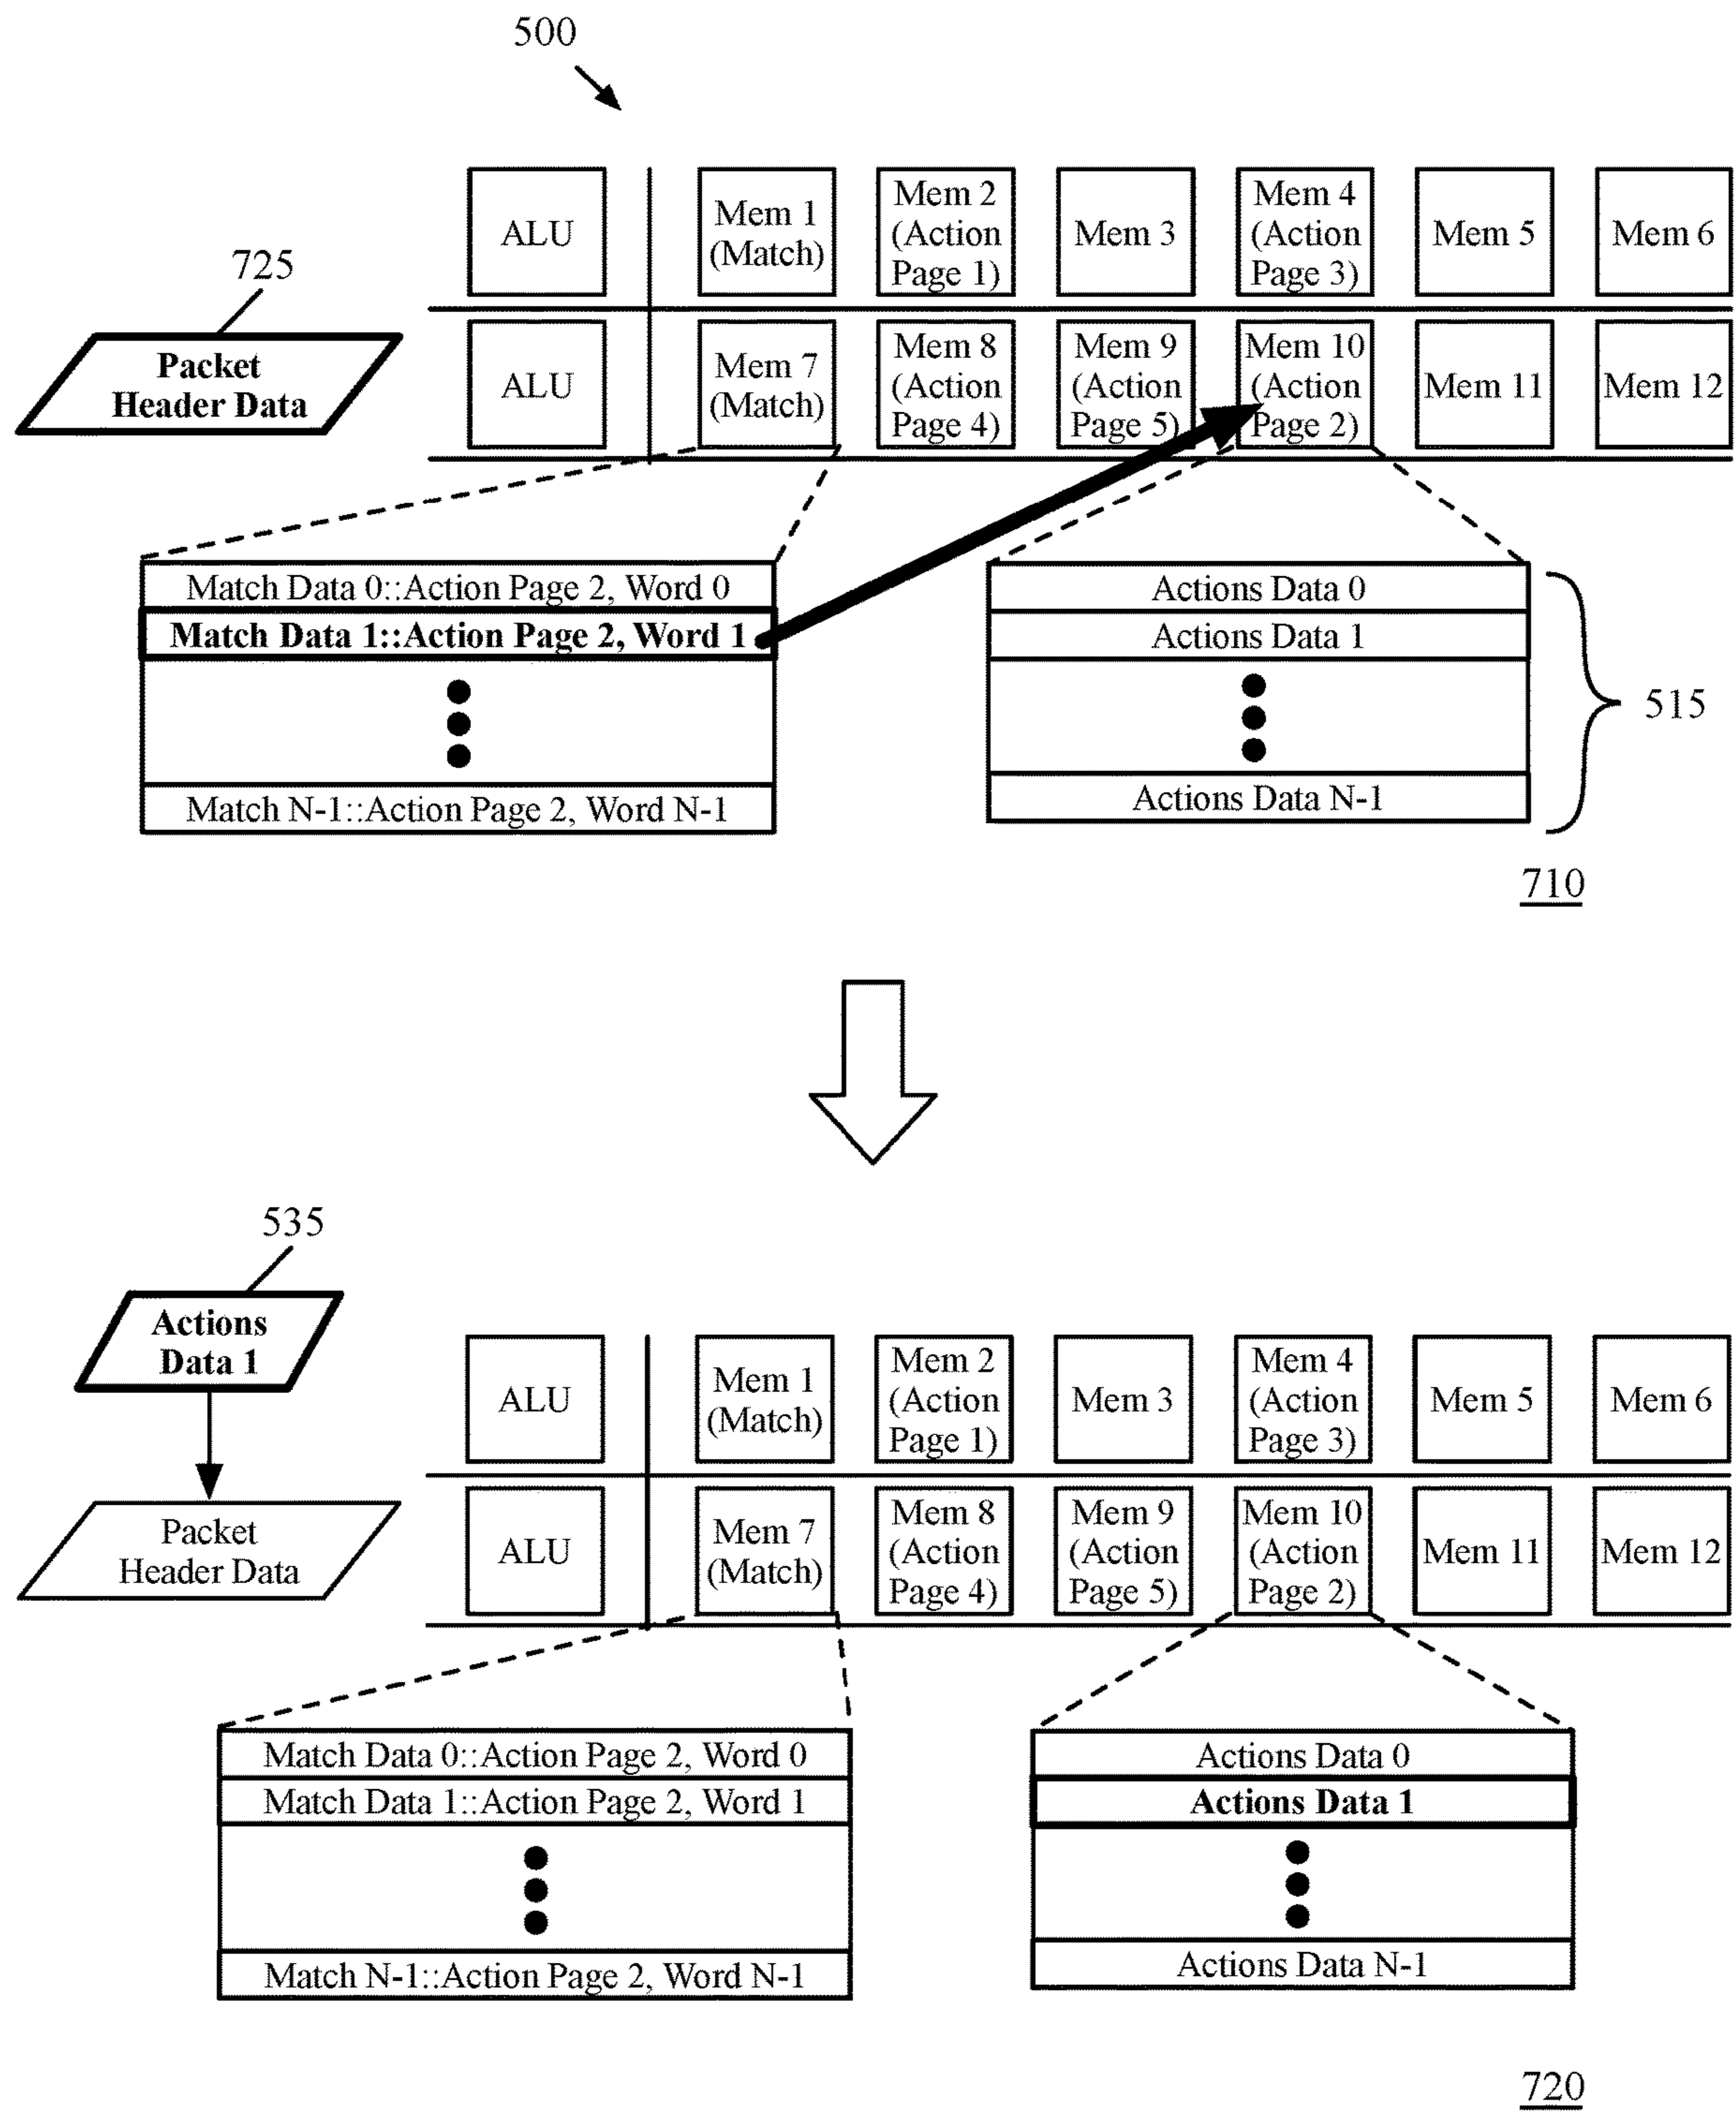 500
ALU
Mem 1
(Match)
Mem 2
(Action
Page 1)
Mem 3
Mem 4
(Action
Page 3)
Mem 5
Mem 6
725
Packet
Header Data
ALU
Mem 7
(Match)
Mem 8
(Action
Page 4)
Mem 9
(Action
Page 5)
Mem 10
(Action
Page 2)
Mem 11
Mem 12
Match Data 0::Action Page 2, Word 0
Match Data 1::Action Page 2, Word 1
Match N-1::Action Page 2, Word N-1
Actions Data 0
Actions Data 1
Actions Data N-1
515
710
535
Actions
Data 1
ALU
Mem 1
(Match)
Mem 2
(Action
Page 1)
Mem 3
Mem 4
(Action
Page 3)
Mem 5
Mem 6
Packet
Header Data
ALU
Mem 7
(Match)
Mem 8
(Action
Page 4)
Mem 9
(Action
Page 5)
Mem 10
(Action
Page 2)
Mem 11
Mem 12
Match Data 0::Action Page 2, Word 0
Match Data 1::Action Page 2, Word 1
Match N-1::Action Page 2, Word N-1
Actions Data 0
Actions Data 1
Actions Data N-1
720